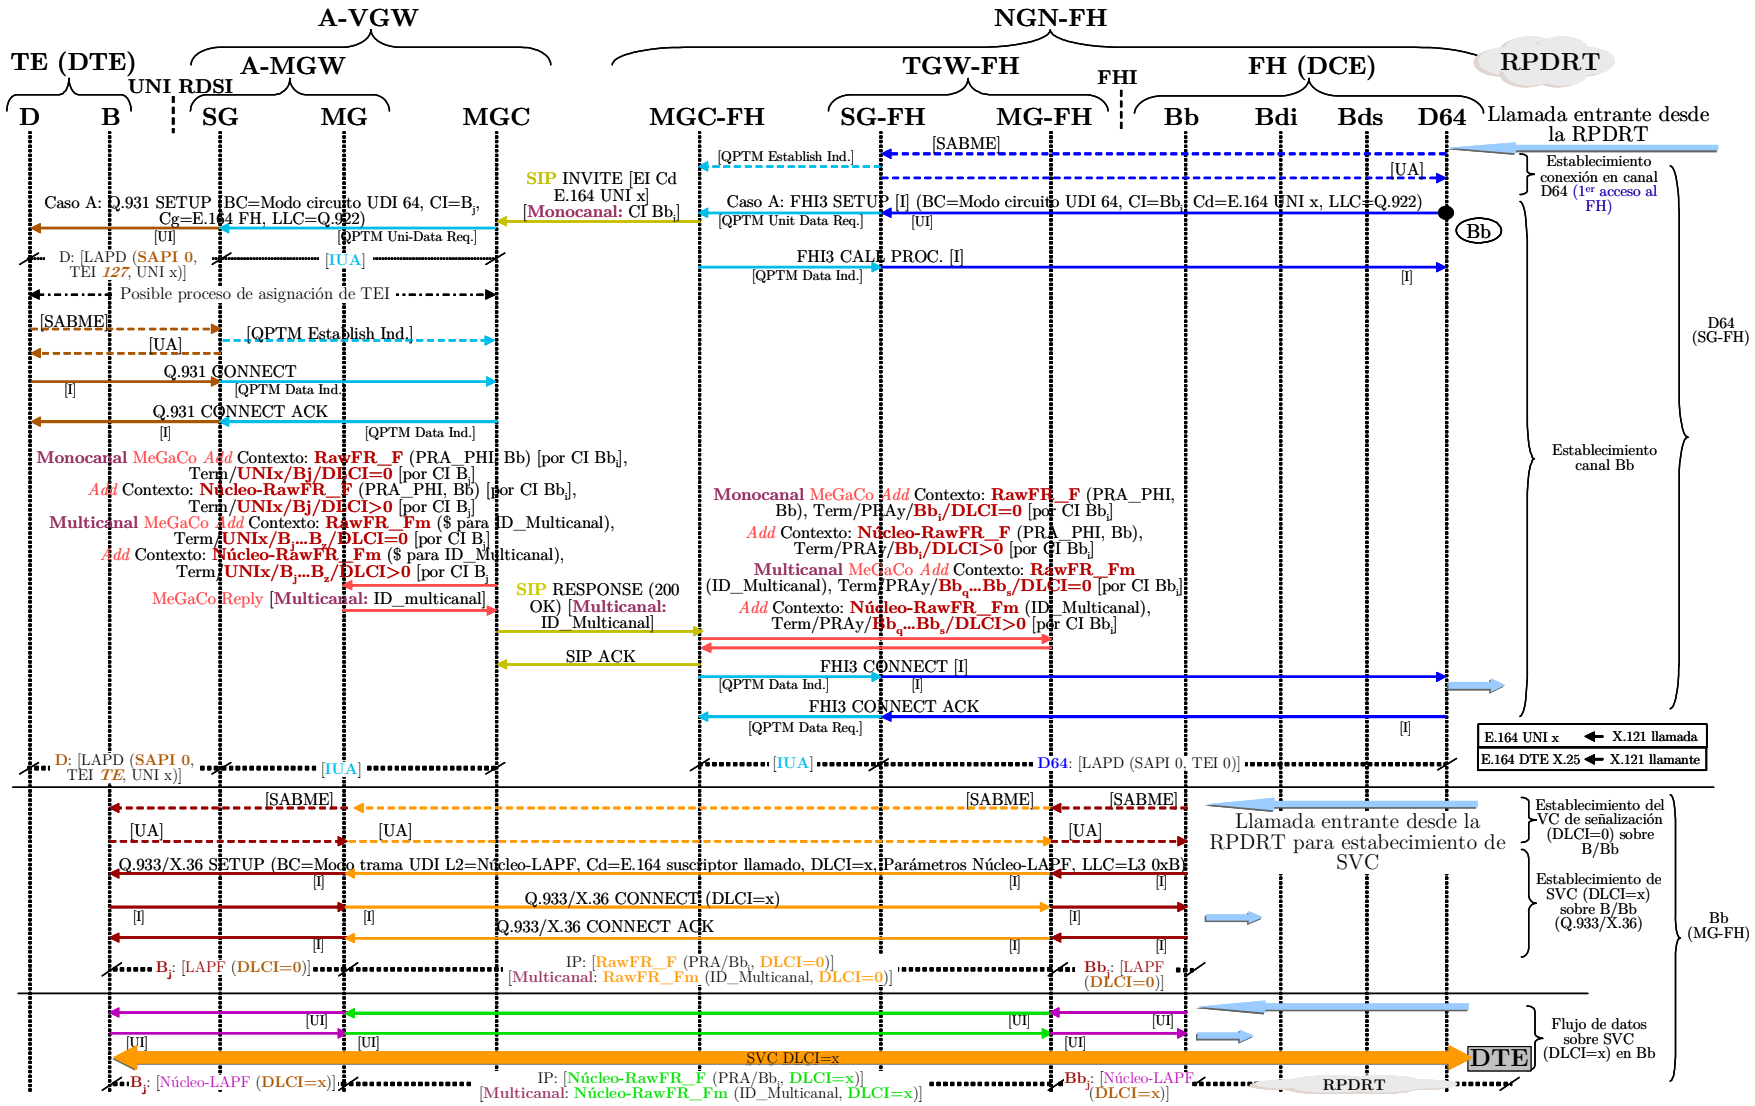 A-VGW
NGN-FH
TE (DTE)
A-MGW
TGW-FH
FH (DCE)
RPDRT
UNI RDSI
FHI
D
B
SG
MG
MGC
MGC-FH
SG-FH
MG-FH
Bb
Bdi
Bds
D64
Llamada entrante desde
la RPDRT
[SABME]
[QPTM Establish Ind.]
[UA]
Establecimiento
conexión en canal
D64 (1er acceso al
FH)
SIP INVITE [EI Cd
E.164 UNI x]
[Monocanal: CI Bbi]
Caso A: Q.931 SETUP (BC=Modo circuito UDI 64, CI=Bj,
Cg=E.164 FH, LLC=Q.922)
[UI]
[QPTM Uni-Data Req.]
Caso A: FHI3 SETUP [I] (BC=Modo circuito UDI 64, CI=Bbi, Cd=E.164 UNI x, LLC=Q.922)
[QPTM Unit Data Req.]
[UI]
Bb
D: [LAPD (SAPI 0,
TEI 127, UNI x)]
[IUA]
FHI3 CALL PROC. [I]
[QPTM Data Ind.]
[I]
Posible proceso de asignación de TEI
[SABME]
[QPTM Establish Ind.]
[UA]
D64
(SG-FH)
Q.931 CONNECT
[I]
[QPTM Data Ind.]
Q.931 CONNECT ACK
[I]
[QPTM Data Ind.]
Establecimiento
canal Bb
Monocanal MeGaCo Add Contexto: RawFR_F (PRA_PHI, Bb) [por CI Bbi],
Term/UNIx/Bj/DLCI=0 [por CI Bj]
Add Contexto: Núcleo-RawFR_F (PRA_PHI, Bb) [por CI Bbi],
Term/UNIx/Bj/DLCI>0 [por CI Bj]
Multicanal MeGaCo Add Contexto: RawFR_Fm ($ para ID_Multicanal),
Term/UNIx/Bj...Bz/DLCI=0 [por CI Bj]
Add Contexto: Núcleo-RawFR_Fm ($ para ID_Multicanal),
Term/UNIx/Bj...Bz/DLCI>0 [por CI Bj
MeGaCo Reply [Multicanal: ID_multicanal]
Monocanal MeGaCo Add Contexto: RawFR_F (PRA_PHI,
Bb), Term/PRAy/Bbi/DLCI=0 [por CI Bbi]
Add Contexto: Núcleo-RawFR_F (PRA_PHI, Bb),
Term/PRAy/Bbi/DLCI>0 [por CI Bbi]
Multicanal MeGaCo Add Contexto: RawFR_Fm
(ID_Multicanal), Term/PRAy/Bbq...Bbs/DLCI=0 [por CI Bbi]
Add Contexto: Núcleo-RawFR_Fm (ID_Multicanal),
Term/PRAy/Bbq...Bbs/DLCI>0 [por CI Bbi]
SIP RESPONSE (200
OK) [Multicanal:
ID_Multicanal]
SIP ACK
FHI3 CONNECT [I]
[QPTM Data Ind.]
[I]
FHI3 CONNECT ACK
[QPTM Data Req.]
[I]
E.164 UNI x
X.121 llamada
E.164 DTE X.25
X.121 llamante
D: [LAPD (SAPI 0,
TEI TE, UNI x)]
[IUA]
[IUA]
D64: [LAPD (SAPI 0, TEI 0)]
[SABME]
[SABME]
[SABME]
[UA]
[UA]
[UA]
Llamada entrante desde la
RPDRT para estabecimiento de
SVC
Establecimiento del
VC de señalización
(DLCI=0) sobre
B/Bb
Q.933/X.36 SETUP (BC=Modo trama UDI L2=Núcleo-LAPF, Cd=E.164 suscriptor llamado, DLCI=x, Parámetros Núcleo-LAPF, LLC=L3 0xB)
[I]
[I]
[I]
Q.933/X.36 CONNECT (DLCI=x)
[I]
[I]
[I]
Q.933/X.36 CONNECT ACK
[I]
[I]
[I]
Establecimiento de
SVC (DLCI=x)
sobre B/Bb
(Q.933/X.36)
Bb
(MG-FH)
Bj: [LAPF (DLCI=0)]
IP: [RawFR_F (PRA/Bbi, DLCI=0)]
[Multicanal: RawFR_Fm (ID_Multicanal, DLCI=0)]
Bbj: [LAPF
(DLCI=0)]
[UI]
[UI]
[UI]
[UI]
[UI]
[UI]
Flujo de datos
sobre SVC
(DLCI=x) en Bb
SVC DLCI=x
DTE
Bj: [Núcleo-LAPF (DLCI=x)]
IP: [Núcleo-RawFR_F (PRA/Bbi, DLCI=x)]
[Multicanal: Núcleo-RawFR_Fm (ID_Multicanal, DLCI=x)]
Bbj: [Núcleo-LAPF
(DLCI=x)]
RPDRT